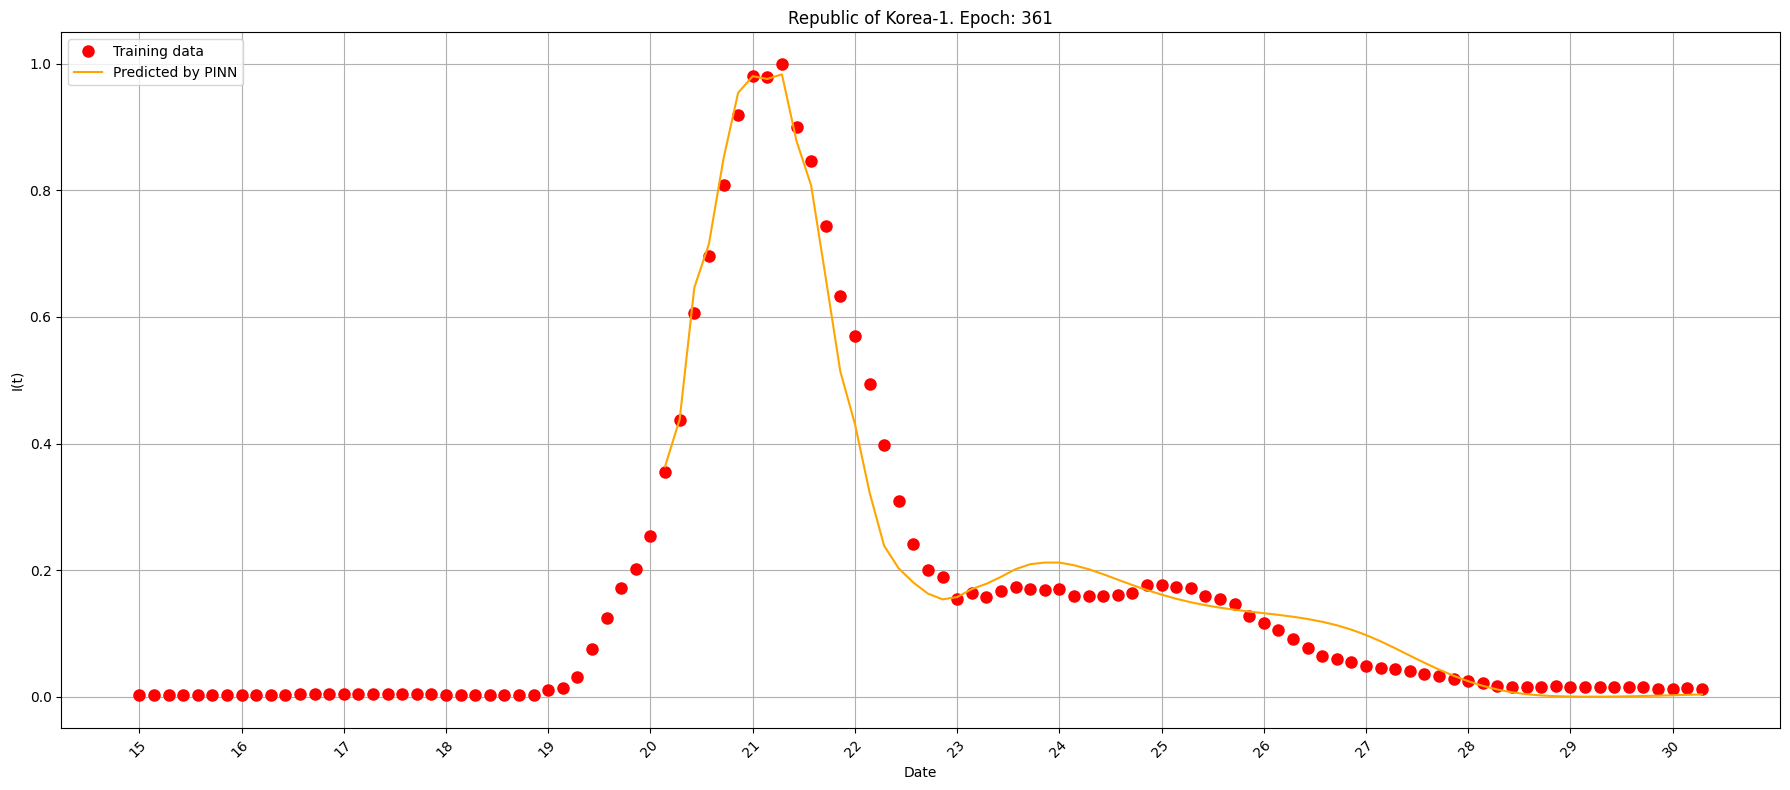 Republic of Korea-1. Epoch: 361
Training data
Predicted by PINN
1.0
0.8
0.6
0.4
0.2
0.0
I(t)
15 16 17 18 19 20 21 22 23 24 25 26 27 28 29 30
Date